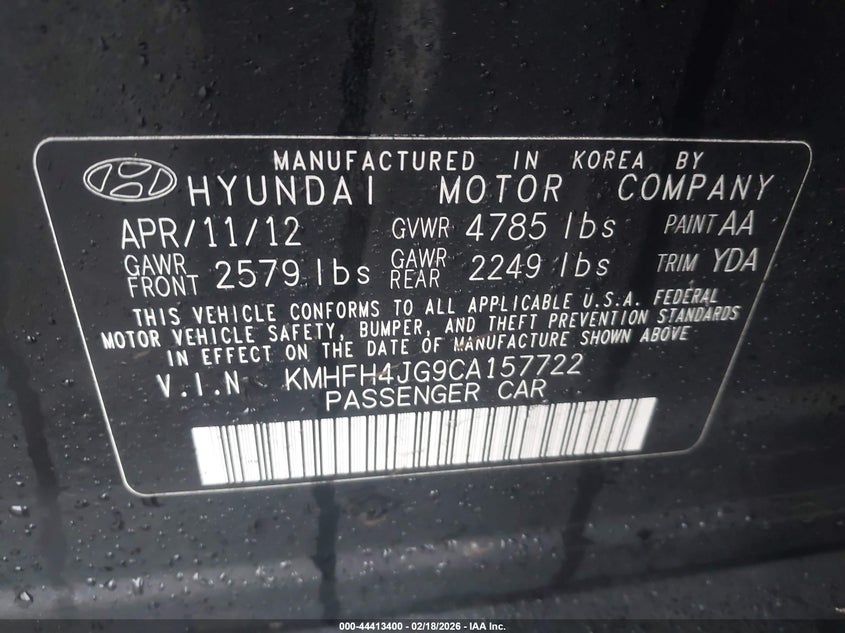 MANUFACTURED IN KOREA BY
HYUNDAI MOTOR COMPANY
APR/11/12 GVWR 4785 lbs PAINT AA
GAWR FRONT 2579 lbs GAWR REAR 2249 lbs TRIM YDA
THIS VEHICLE CONFORMS TO ALL APPLICABLE U.S.A. FEDERAL
MOTOR VEHICLE SAFETY, BUMPER, AND THEFT PREVENTION STANDARDS
IN EFFECT ON THE DATE OF MANUFACTURE SHOWN ABOVE
V.I.N KMHFH4JG9CA157722
PASSENGER CAR
000-44413400 - 02/18/2026 - IAA Inc.